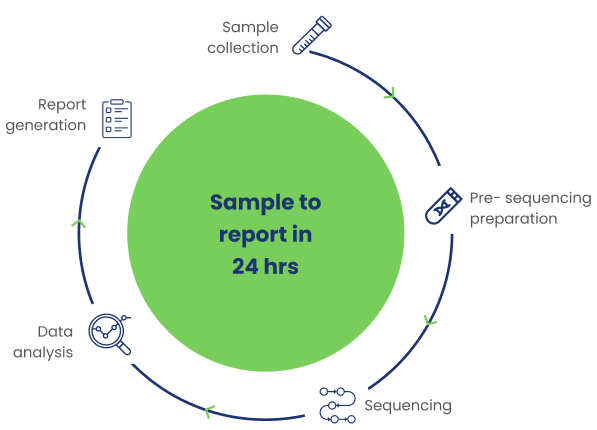 Sample
collection
Pre- sequencing
preparation
Sequencing
Data
analysis
Report
generation
Sample to
report in
24 hrs